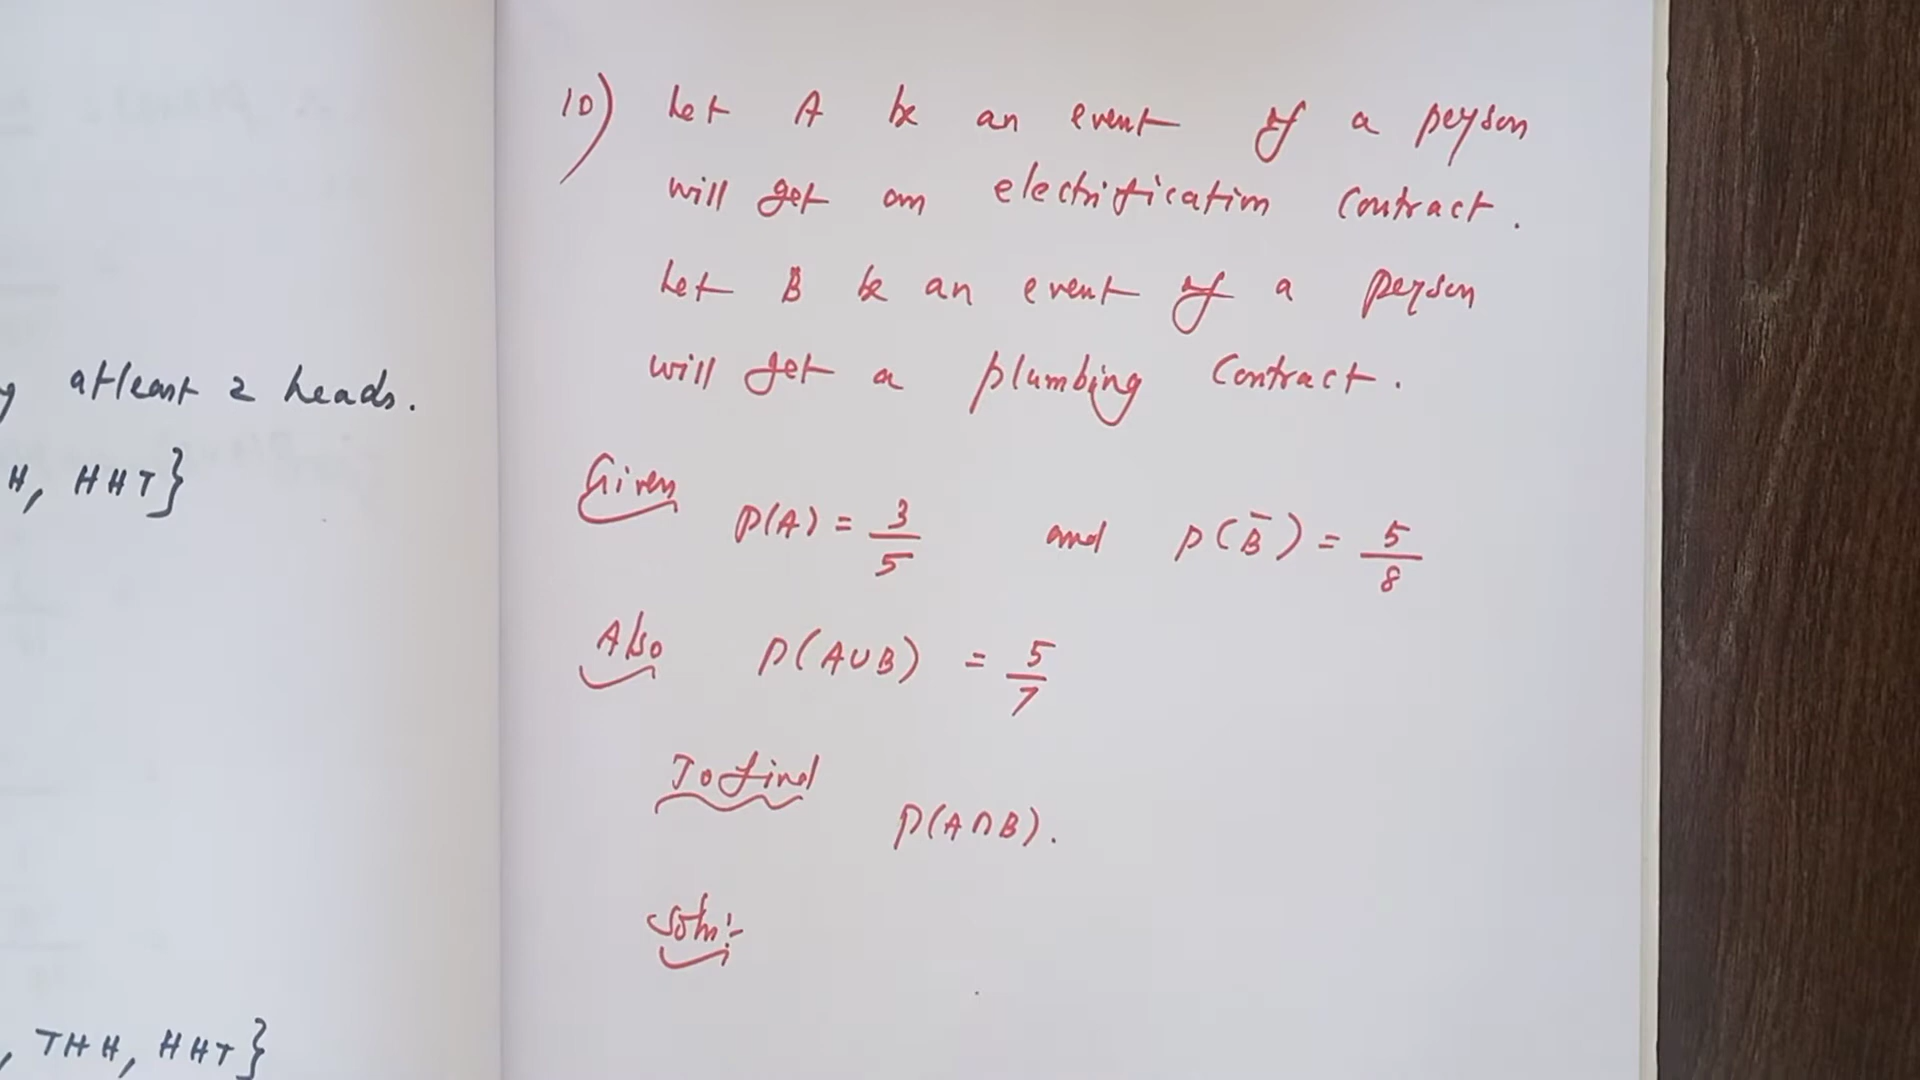 y atleast 2 heads.
H, HHT}
, THH, HHT}
10) Let A be an event of a person
will get an electrification contract.
Let B be an event of a person
will get a plumbing contract.
Given P(A) = 3/5 and P(B̄) = 5/8
Also P(A∪B) = 5/7
To find
P(A∩B).
Soln:-